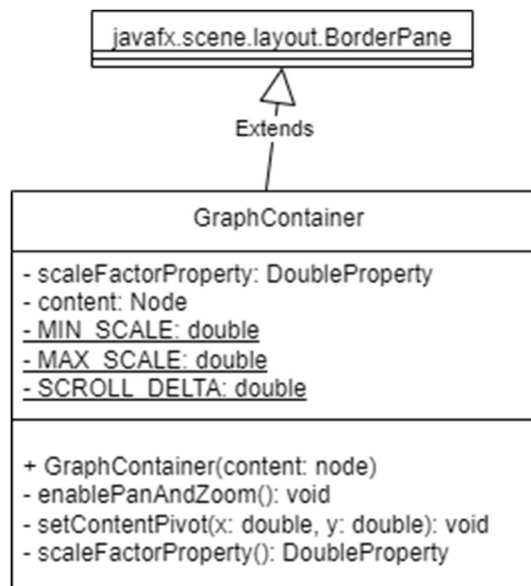 javafx.scene.layout.BorderPane
Extends
GraphContainer
- scaleFactorProperty: DoubleProperty
- content: Node
- MIN_SCALE: double
- MAX_SCALE: double
- SCROLL_DELTA: double
+ GraphContainer(content: node)
- enablePanAndZoom(): void
- setContentPivot(x: double, y: double): void
- scaleFactorProperty(): DoubleProperty